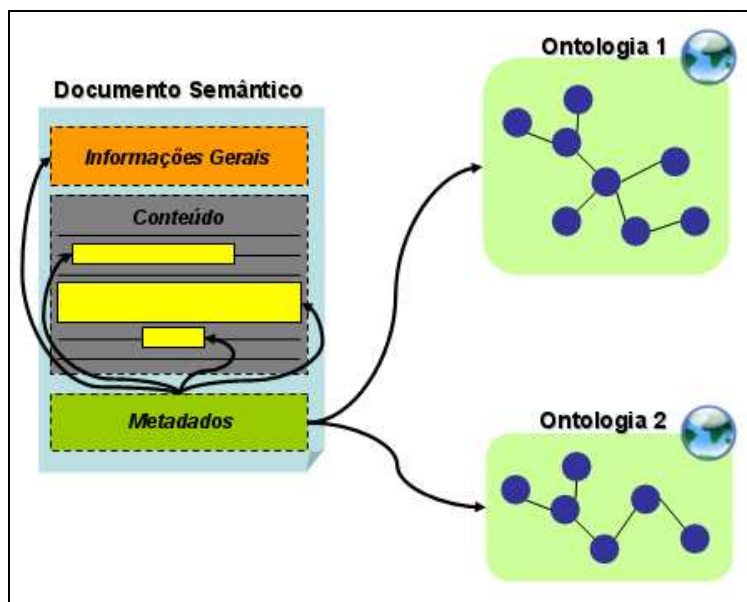 Documento Semântico
Informações Gerais
Conteúdo
Metadados
Ontologia 1
Ontologia 2